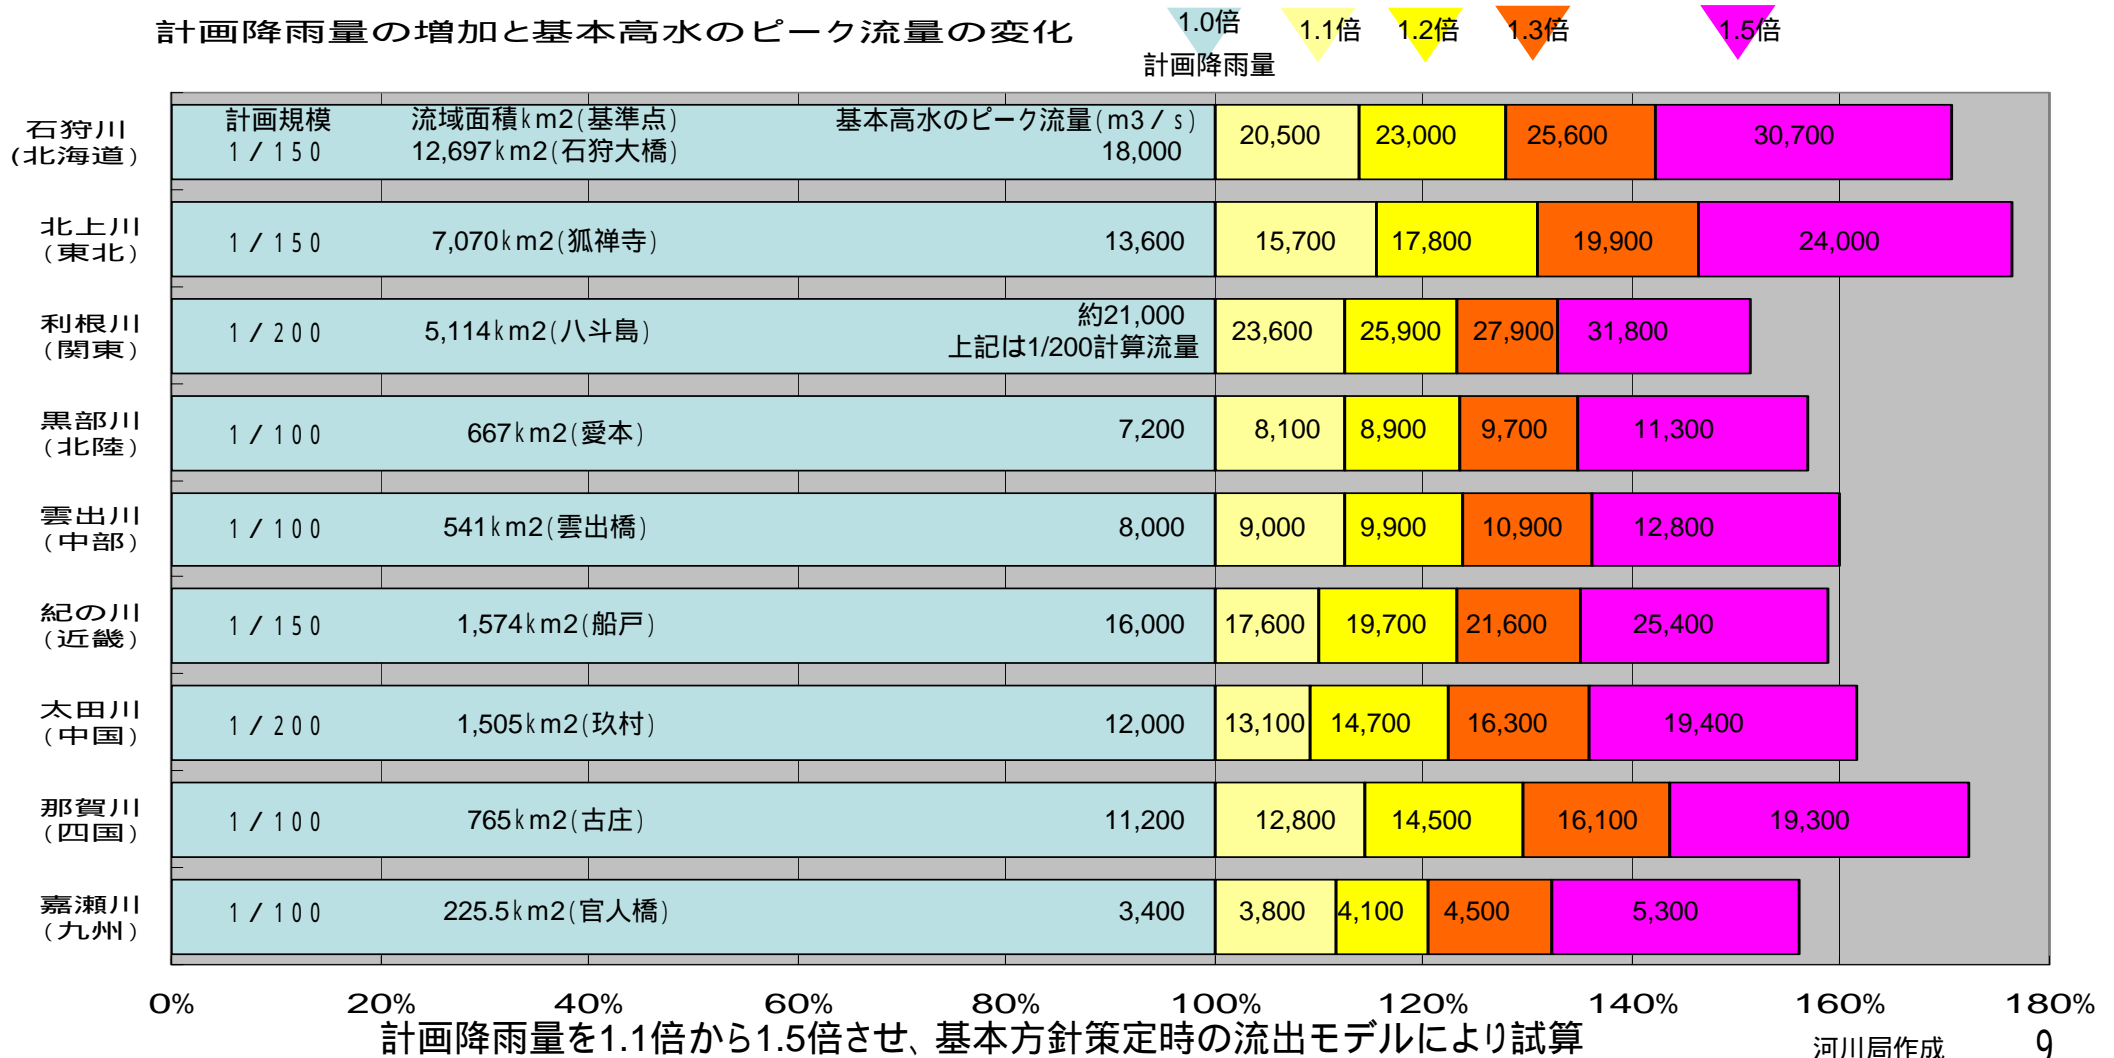 計画降雨量の増加と基本高水のピーク流量の変化
1.0倍 1.1倍 1.2倍 1.3倍 1.5倍
計画降雨量
石狩川
(北海道)
計画規模 流域面積km2(基準点) 基本高水のピーク流量(m3/s)
1/150 12,697km2(石狩大橋) 18,000 20,500 23,000 25,600 30,700
北上川
(東北)
1/150 7,070km2(狐禅寺) 13,600 15,700 17,800 19,900 24,000
利根川
(関東)
1/200 5,114km2(八斗島) 約21,000 23,600 25,900 27,900 31,800
上記は1/200計算流量
黒部川
(北陸)
1/100 667km2(愛本) 7,200 8,100 8,900 9,700 11,300
雲出川
(中部)
1/100 541km2(雲出橋) 8,000 9,000 9,900 10,900 12,800
紀の川
(近畿)
1/150 1,574km2(船戸) 16,000 17,600 19,700 21,600 25,400
太田川
(中国)
1/200 1,505km2(玖村) 12,000 13,100 14,700 16,300 19,400
那賀川
(四国)
1/100 765km2(古庄) 11,200 12,800 14,500 16,100 19,300
嘉瀬川
(九州)
1/100 225.5km2(官人橋) 3,400 3,800 4,100 4,500 5,300
0% 20% 40% 60% 80% 100% 120% 140% 160% 180%
計画降雨量を1.1倍から1.5倍させ、基本方針策定時の流出モデルにより試算
河川局作成 9